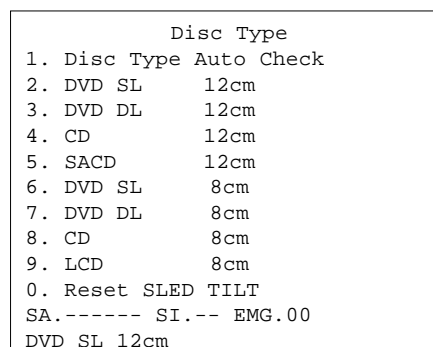 Disc Type
1. Disc Type Auto Check
2. DVD SL 12cm
3. DVD DL 12cm
4. CD 12cm
5. SACD 12cm
6. DVD SL 8cm
7. DVD DL 8cm
8. CD 8cm
9. LCD 8cm
0. Reset SLED TILT
SA.------ SI.-- EMG.00
DVD SL 12cm